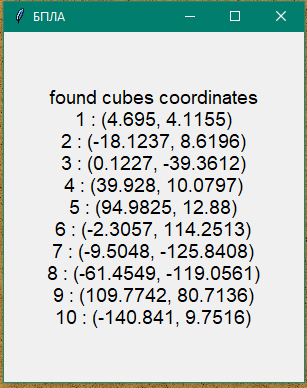 БПЛА
found cubes coordinates
1 : (4.695, 4.1155)
2 : (-18.1237, 8.6196)
3 : (0.1227, -39.3612)
4 : (39.928, 10.0797)
5 : (94.9825, 12.88)
6 : (-2.3057, 114.2513)
7 : (-9.5048, -125.8408)
8 : (-61.4549, -119.0561)
9 : (109.7742, 80.7136)
10 : (-140.841, 9.7516)